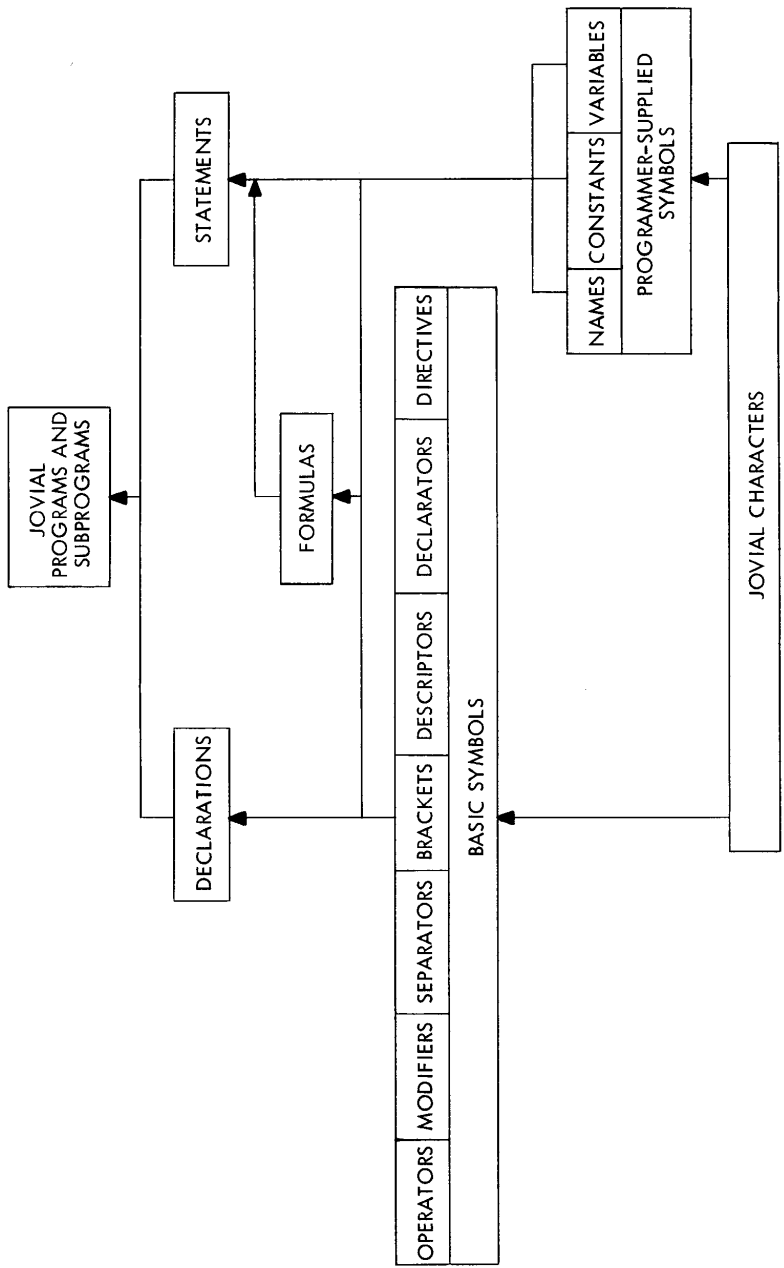 JOVIAL
PROGRAMS AND
SUBPROGRAMS
DECLARATIONS
STATEMENTS
FORMULAS
OPERATORS MODIFIERS SEPARATORS BRACKETS DESCRIPTORS DECLARATORS DIRECTIVES
BASIC SYMBOLS
NAMES CONSTANTS VARIABLES
PROGRAMMER-SUPPLIED
SYMBOLS
JOVIAL CHARACTERS